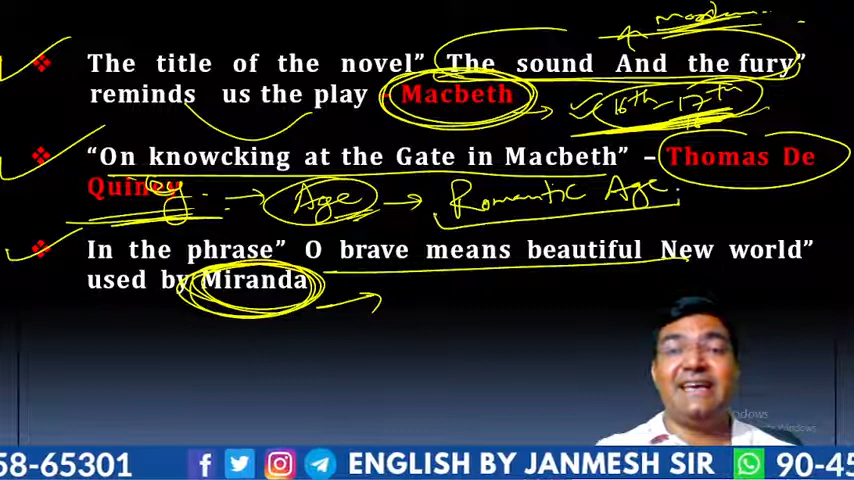 Modern
The title of the novel” The sound And the fury”
reminds us the play - Macbeth → 16th - 17th
“On knowcking at the Gate in Macbeth” – Thomas De
Quincy → Age → Romantic Age.
In the phrase” O brave means beautiful New world”
used by Miranda →
58-65301 ENGLISH BY JANMESH SIR 90-45